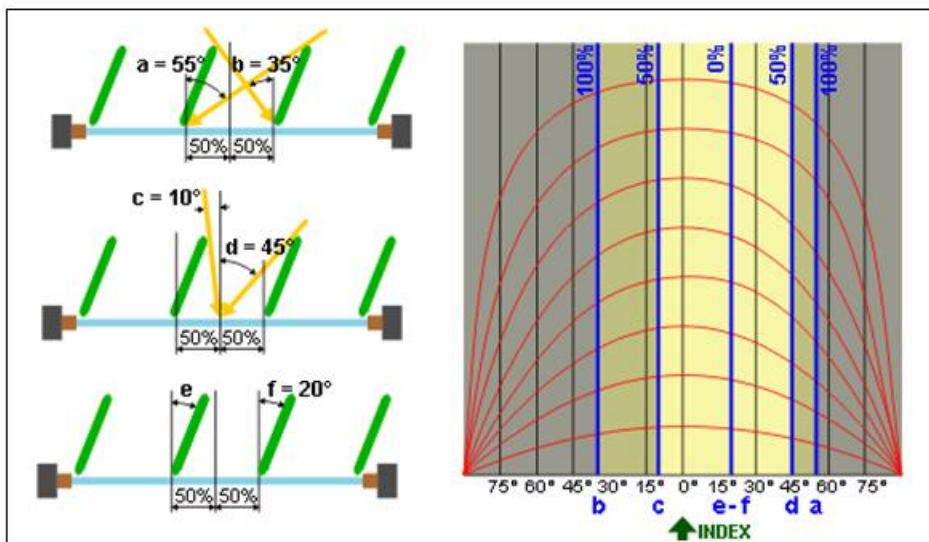 a = 55°
b = 35°
50% 50%
c = 10°
d = 45°
50% 50%
e
f = 20°
50% 50%
100%
50%
0%
50%
100%
75° 60° 45° 30° 15° 0° 15° 30° 45° 60° 75°
b c e-f d a
INDEX